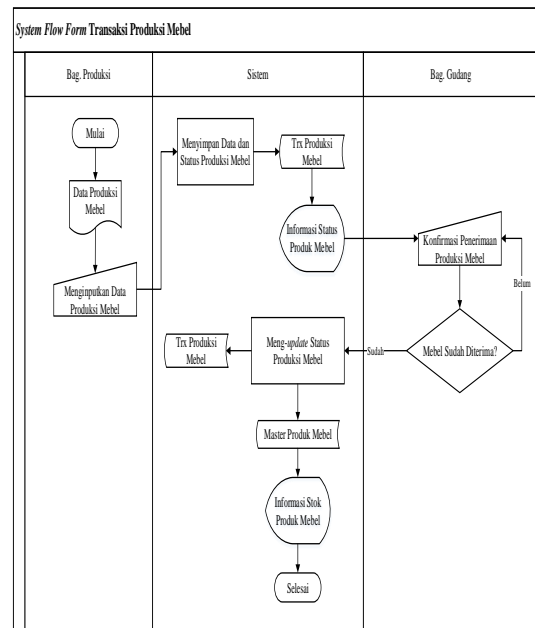 System Flow Form Transaksi Produksi Mebel
Bag. Produksi
Sistem
Bag. Gudang
Mulai
Data Produksi
Mebel
Menginputkan Data
Produksi Mebel
Menyimpan Data dan
Status Produksi Mebel
Trx Produksi
Mebel
Informasi Status
Produk Mebel
Konfirmasi Penerimaan
Produksi Mebel
Belum
Mebel Sudah Diterima?
Sudah
Meng-update Status
Produksi Mebel
Trx Produksi
Mebel
Master Produk Mebel
Informasi Stok
Produk Mebel
Selesai